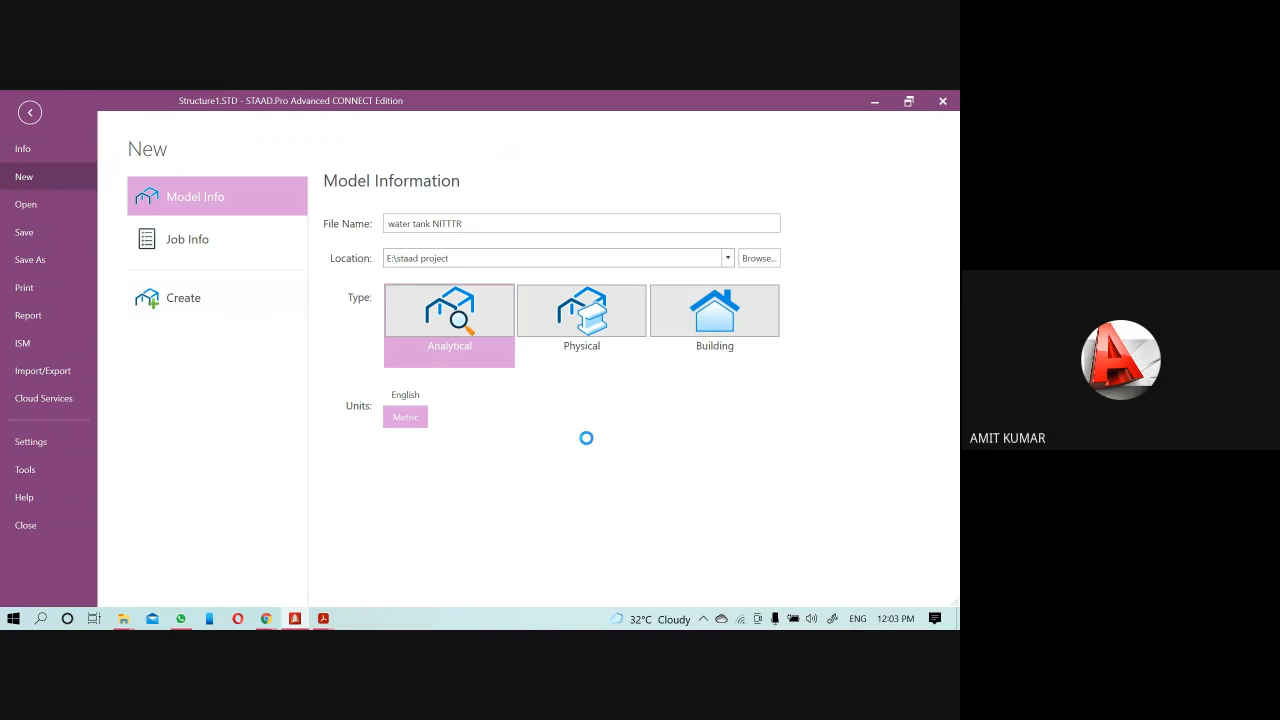 Structure1.STD - STAAD.Pro Advanced CONNECT Edition
Info
New
Open
Save
Save As
Print
Report
ISM
Import/Export
Cloud Services
Settings
Tools
Help
Close
New
Model Info
Job Info
Create
Model Information
File Name: water tank NITTTR
Location: E:\staad project Browse...
Type:
Analytical Physical Building
Units:
English
Metric
32°C Cloudy ENG 12:03 PM
AMIT KUMAR